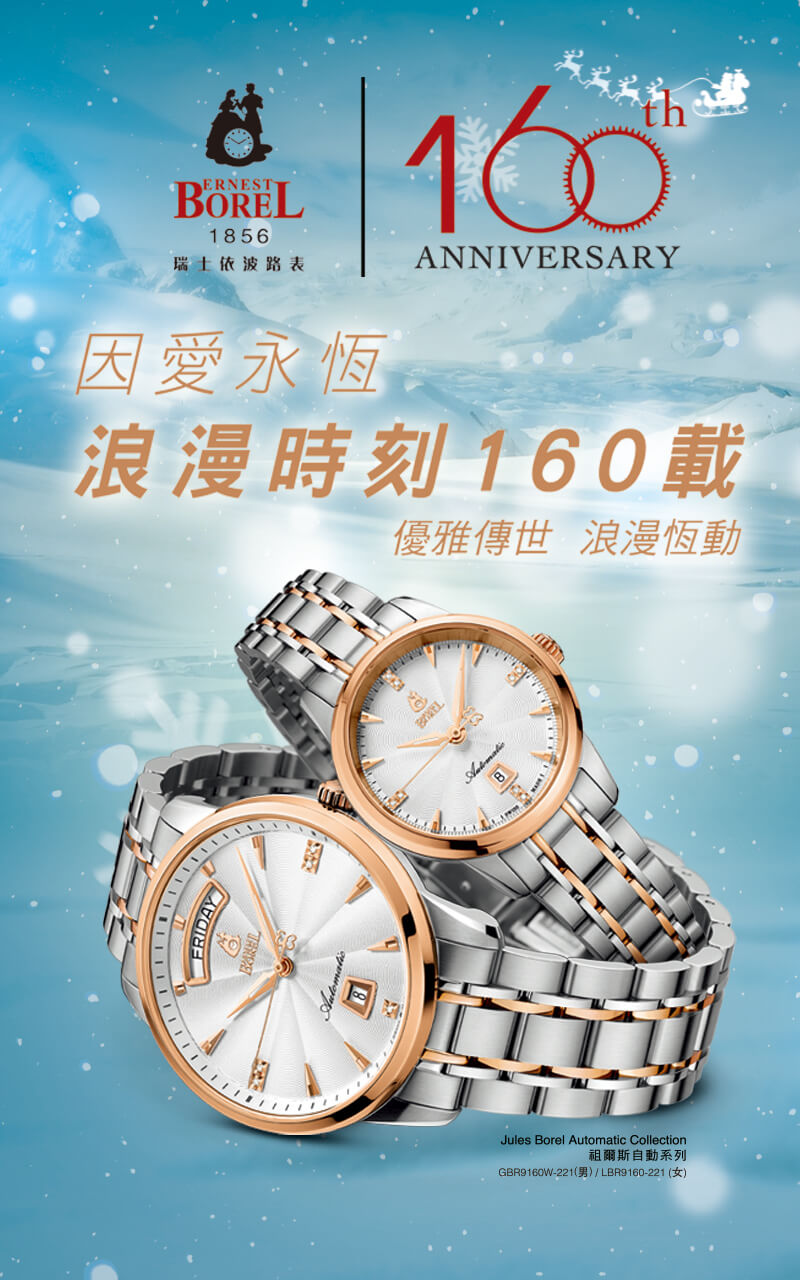 ERNEST
BOREL
1856
瑞士依波路表
160th
ANNIVERSARY
因愛永恆
浪漫時刻160載
優雅傳世 浪漫恆動
BOREL
Automatic
8
FRIDAY
BOREL
Automatic
8
Jules Borel Automatic Collection
祖爾斯自動系列
GBR9160W-221(男) / LBR9160-221 (女)